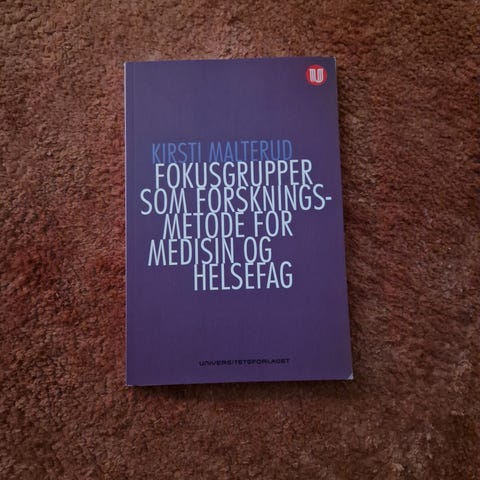 KIRSTI MALTERUD
FOKUSGRUPPER
SOM FORSKNINGS-
METODE FOR
MEDISIN OG
HELSEFAG
UNIVERSITETSFORLAGET